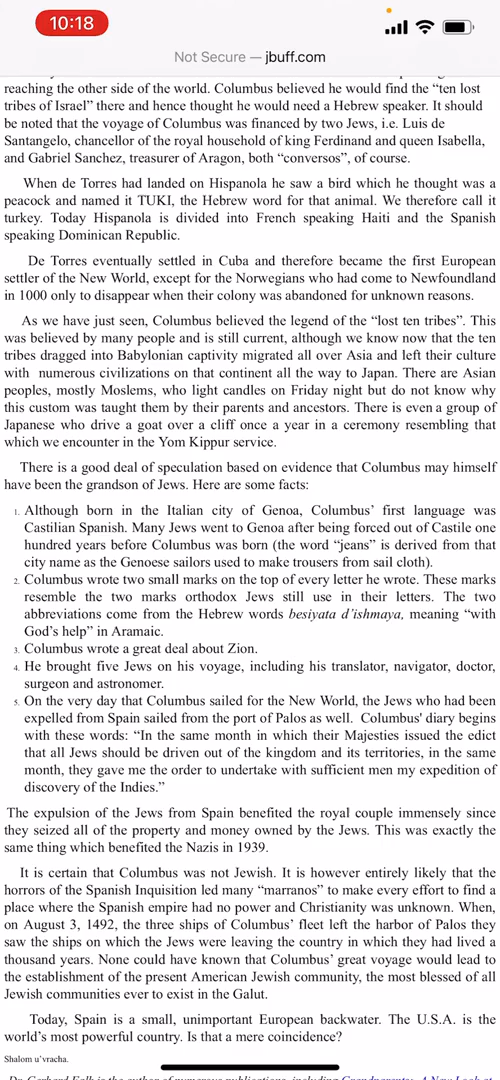 10:18
Not Secure — jbuff.com
reaching the other side of the world. Columbus believed he would find the “ten lost
tribes of Israel” there and hence thought he would need a Hebrew speaker. It should
be noted that the voyage of Columbus was financed by two Jews, i.e. Luis de
Santangelo, chancellor of the royal household of king Ferdinand and queen Isabella,
and Gabriel Sanchez, treasurer of Aragon, both “conversos”, of course.
When de Torres had landed on Hispanola he saw a bird which he thought was a
peacock and named it TUKI, the Hebrew word for that animal. We therefore call it
turkey. Today Hispanola is divided into French speaking Haiti and the Spanish
speaking Dominican Republic.
De Torres eventually settled in Cuba and therefore became the first European
settler of the New World, except for the Norwegians who had come to Newfoundland
in 1000 only to disappear when their colony was abandoned for unknown reasons.
As we have just seen, Columbus believed the legend of the “lost ten tribes”. This
was believed by many people and is still current, although we know now that the ten
tribes dragged into Babylonian captivity migrated all over Asia and left their culture
with numerous civilizations on that continent all the way to Japan. There are Asian
peoples, mostly Moslems, who light candles on Friday night but do not know why
this custom was taught them by their parents and ancestors. There is even a group of
Japanese who drive a goat over a cliff once a year in a ceremony resembling that
which we encounter in the Yom Kippur service.
There is a good deal of speculation based on evidence that Columbus may himself
have been the grandson of Jews. Here are some facts:
1. Although born in the Italian city of Genoa, Columbus’ first language was
Castilian Spanish. Many Jews went to Genoa after being forced out of Castile one
hundred years before Columbus was born (the word “jeans” is derived from that
city name as the Genoese sailors used to make trousers from sail cloth).
2. Columbus wrote two small marks on the top of every letter he wrote. These marks
resemble the two marks orthodox Jews still use in their letters. The two
abbreviations come from the Hebrew words besiyata d’ishmaya, meaning “with
God’s help” in Aramaic.
3. Columbus wrote a great deal about Zion.
4. He brought five Jews on his voyage, including his translator, navigator, doctor,
surgeon and astronomer.
5. On the very day that Columbus sailed for the New World, the Jews who had been
expelled from Spain sailed from the port of Palos as well. Columbus' diary begins
with these words: “In the same month in which their Majesties issued the edict
that all Jews should be driven out of the kingdom and its territories, in the same
month, they gave me the order to undertake with sufficient men my expedition of
discovery of the Indies.”
The expulsion of the Jews from Spain benefited the royal couple immensely since
they seized all of the property and money owned by the Jews. This was exactly the
same thing which benefited the Nazis in 1939.
It is certain that Columbus was not Jewish. It is however entirely likely that the
horrors of the Spanish Inquisition led many “marranos” to make every effort to find a
place where the Spanish empire had no power and Christianity was unknown. When,
on August 3, 1492, the three ships of Columbus’ fleet left the harbor of Palos they
saw the ships on which the Jews were leaving the country in which they had lived a
thousand years. None could have known that Columbus’ great voyage would lead to
the establishment of the present American Jewish community, the most blessed of all
Jewish communities ever to exist in the Galut.
Today, Spain is a small, unimportant European backwater. The U.S.A. is the
world’s most powerful country. Is that a mere coincidence?
Shalom u’vracha.